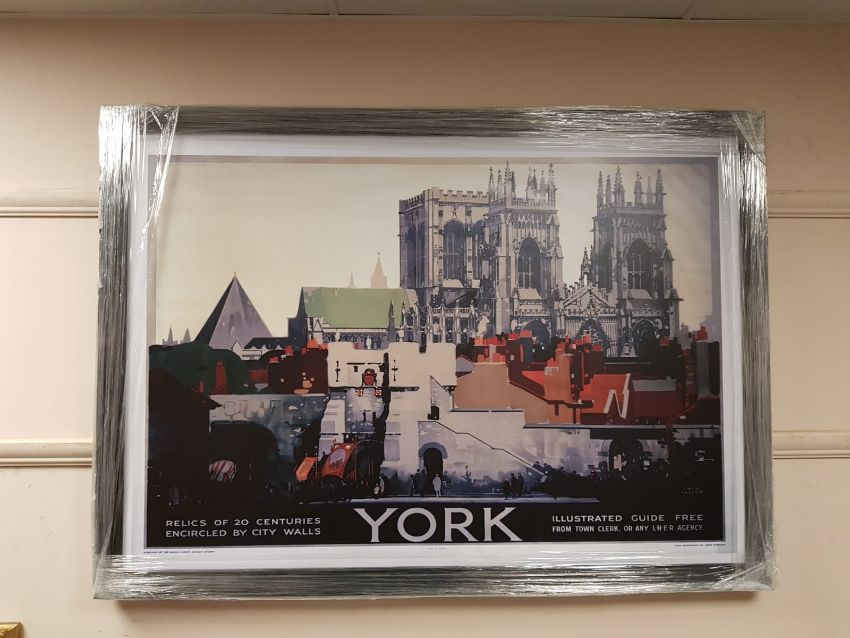 RELICS OF 20 CENTURIES
ENCIRCLED BY CITY WALLS
YORK
ILLUSTRATED GUIDE FREE
FROM TOWN CLERK, OR ANY L·N·E·R AGENCY.